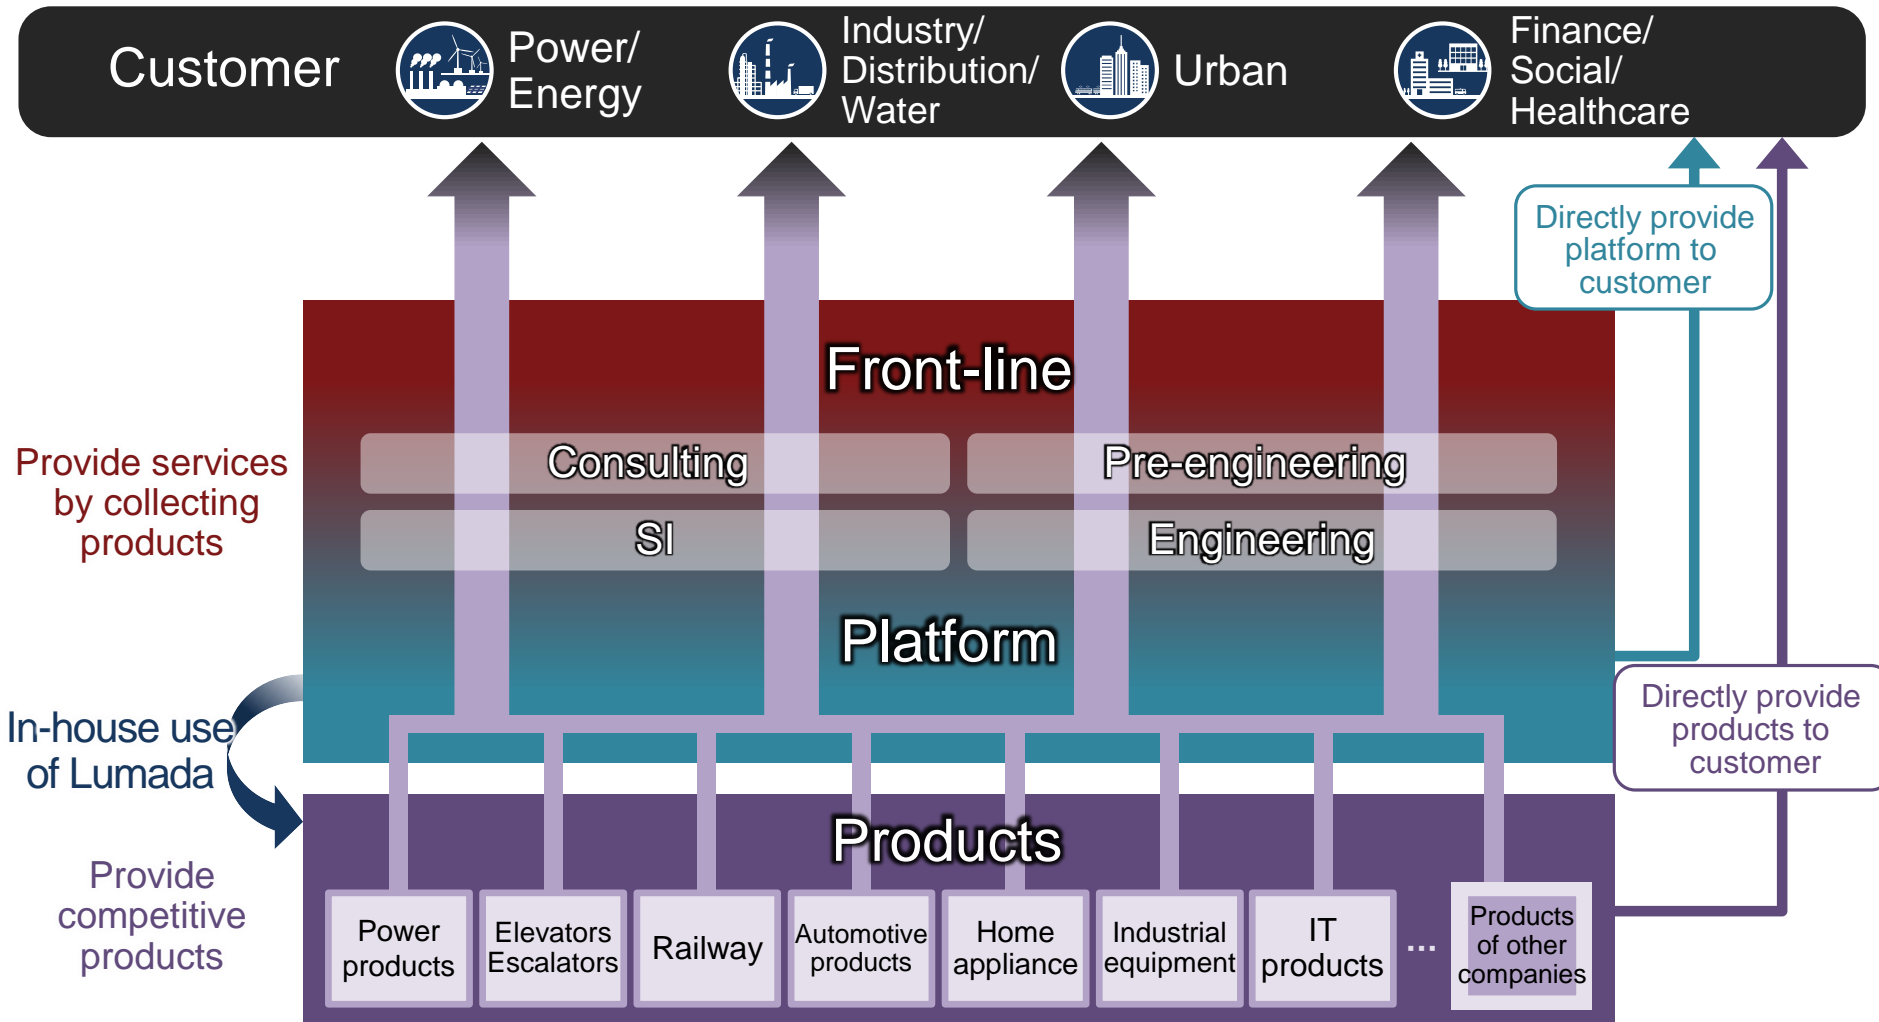 Customer
Power/
Energy
Industry/
Distribution/
Water
Urban
Finance/
Social/
Healthcare
Directly provide
platform to
customer
Front-line
Provide services
by collecting
products
Consulting
Pre-engineering
SI
Engineering
Platform
Directly provide
products to
customer
In-house use
of Lumada
Products
Provide
competitive
products
Power
products
Elevators
Escalators
Railway
Automotive
products
Home
appliance
Industrial
equipment
IT
products
...
Products
of other
companies